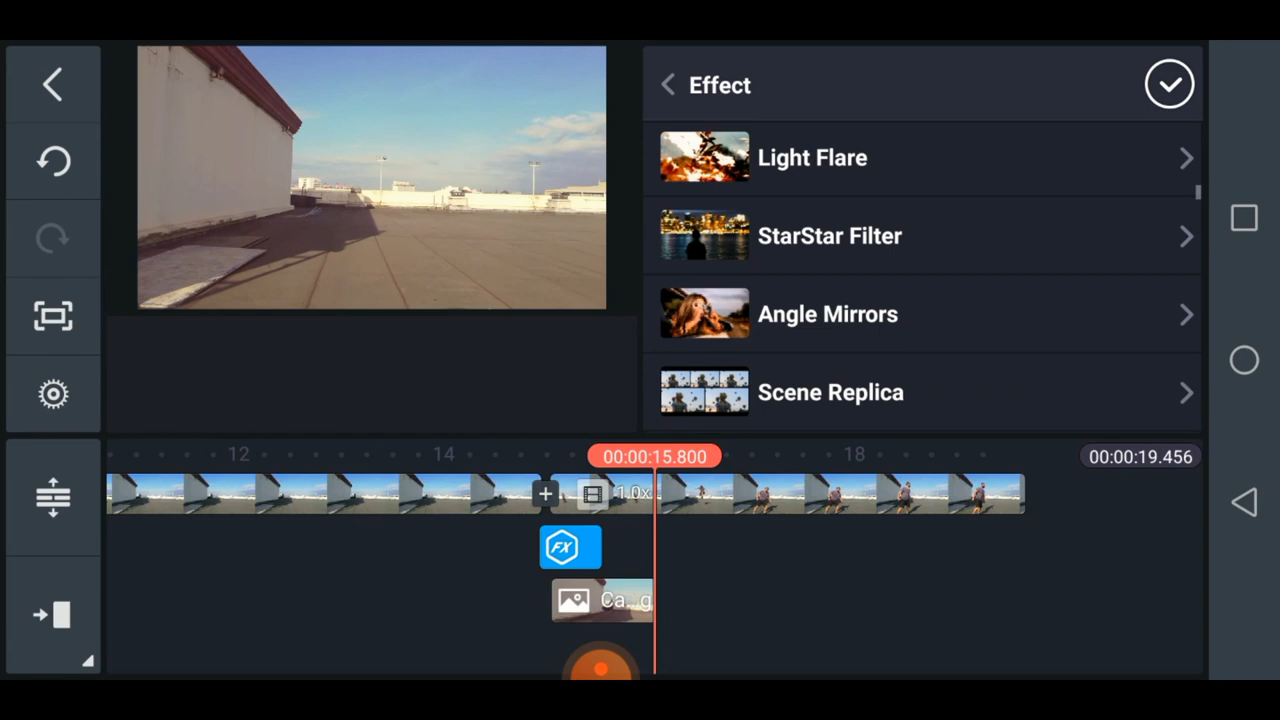 Effect
Light Flare
StarStar Filter
Angle Mirrors
Scene Replica
12
14
00:00:15.800
18
00:00:19.456
1.0x
FX
Ca...g